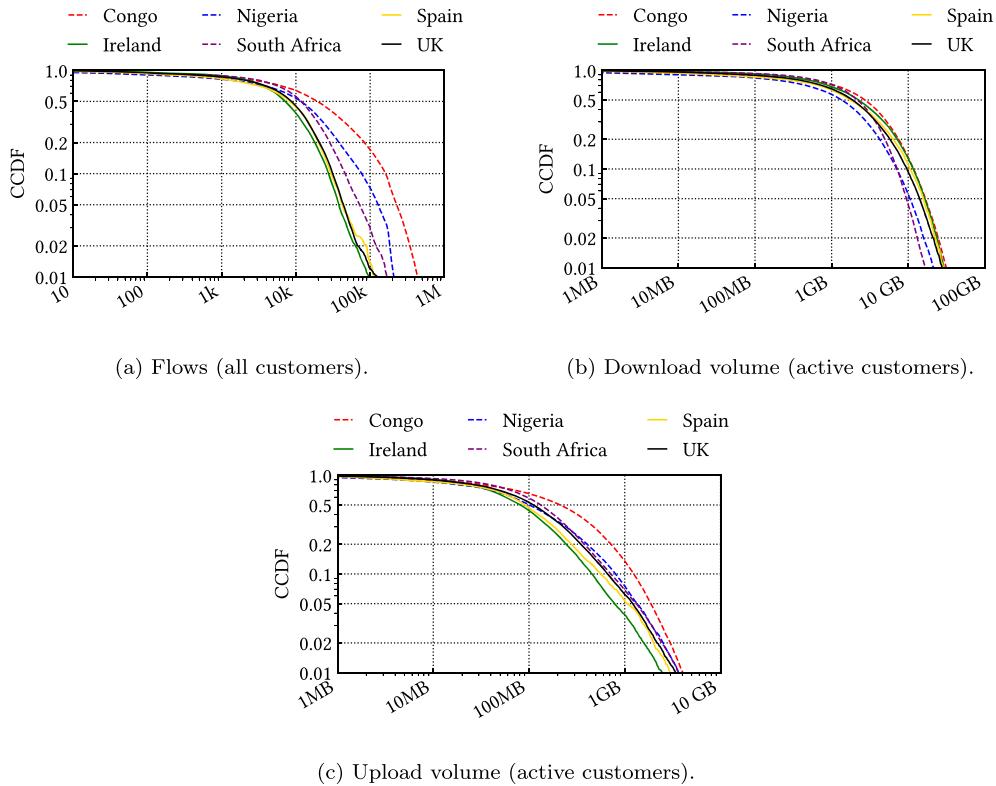 Congo Nigeria Spain
Ireland South Africa UK
1.0
0.5
0.2
0.1
0.05
0.02
0.01
CCDF
10 100 1k 10k 100k 1M
(a) Flows (all customers).
Congo Nigeria Spain
Ireland South Africa UK
1.0
0.5
0.2
0.1
0.05
0.02
0.01
CCDF
1MB 10MB 100MB 1GB 10 GB 100GB
(b) Download volume (active customers).
Congo Nigeria Spain
Ireland South Africa UK
1.0
0.5
0.2
0.1
0.05
0.02
0.01
CCDF
1MB 10MB 100MB 1GB 10 GB
(c) Upload volume (active customers).